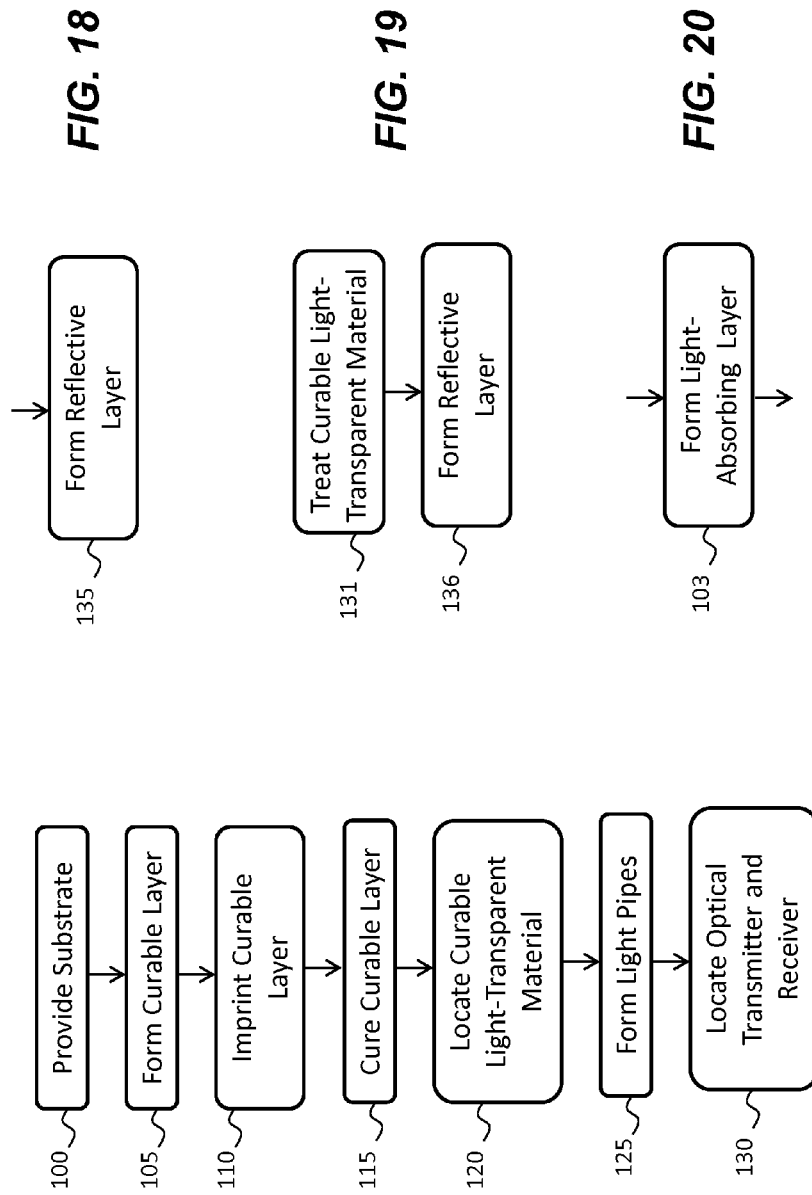 100
Provide Substrate
105
Form Curable Layer
110
Imprint Curable
Layer
115
Cure Curable Layer
120
Locate Curable
Light-Transparent
Material
125
Form Light Pipes
130
Locate Optical
Transmitter and
Receiver
135
Form Reflective
Layer
FIG. 18
131
Treat Curable Light-
Transparent Material
136
Form Reflective
Layer
FIG. 19
103
Form Light-
Absorbing Layer
FIG. 20